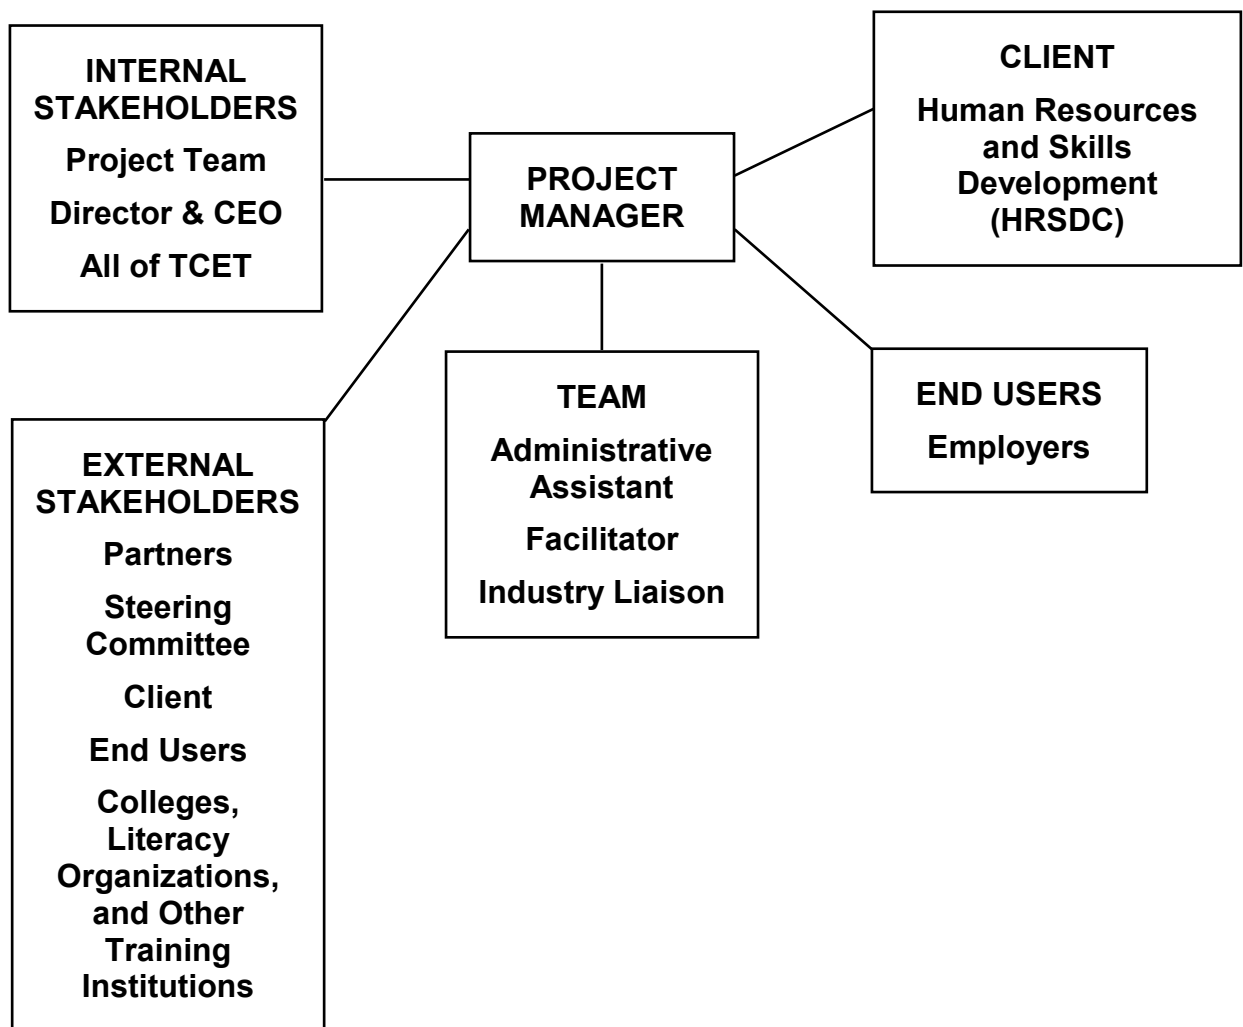 INTERNAL
STAKEHOLDERS
Project Team
Director & CEO
All of TCET
PROJECT
MANAGER
CLIENT
Human Resources
and Skills
Development
(HRSDC)
EXTERNAL
STAKEHOLDERS
Partners
Steering
Committee
Client
End Users
Colleges,
Literacy
Organizations,
and Other
Training
Institutions
TEAM
Administrative
Assistant
Facilitator
Industry Liaison
END USERS
Employers